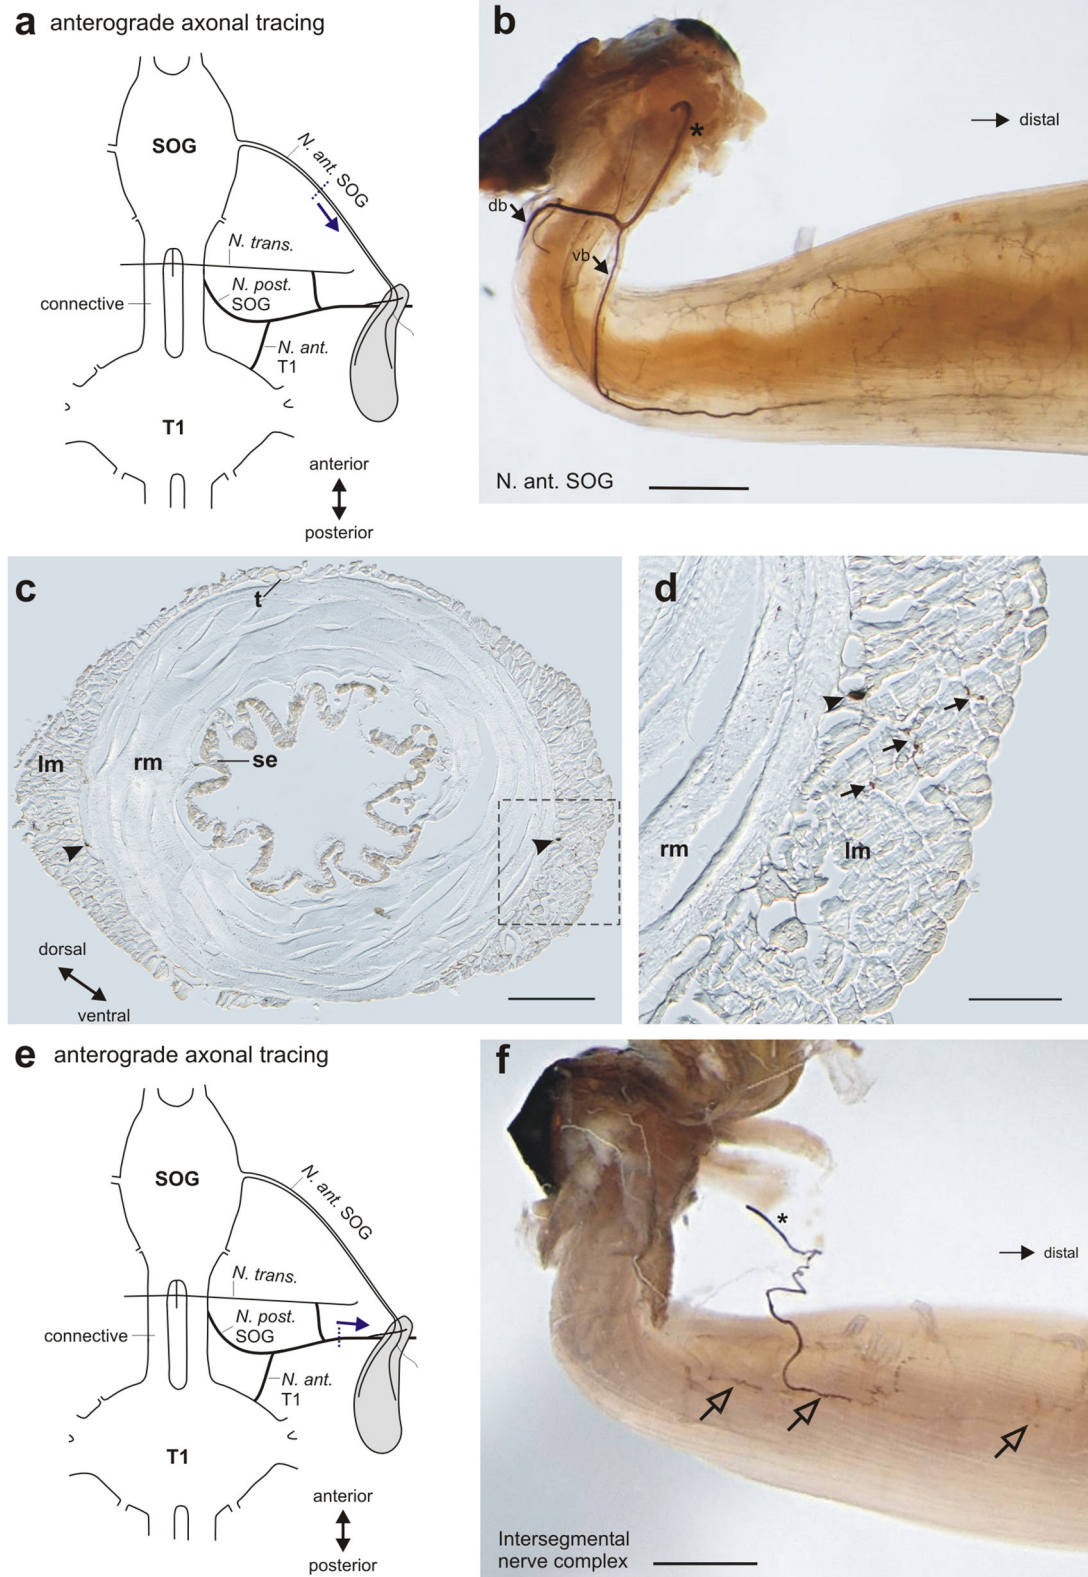 a anterograde axonal tracing
SOG
N. ant. SOG
N. trans.
connective
N. post.
SOG
N. ant.
T1
T1
anterior
posterior
b
*
distal
db
vb
N. ant. SOG
c
t
lm
rm
se
dorsal
ventral
d
rm
lm
e anterograde axonal tracing
SOG
N. ant. SOG
N. trans.
connective
N. post.
SOG
N. ant.
T1
T1
anterior
posterior
f
*
distal
Intersegmental
nerve complex